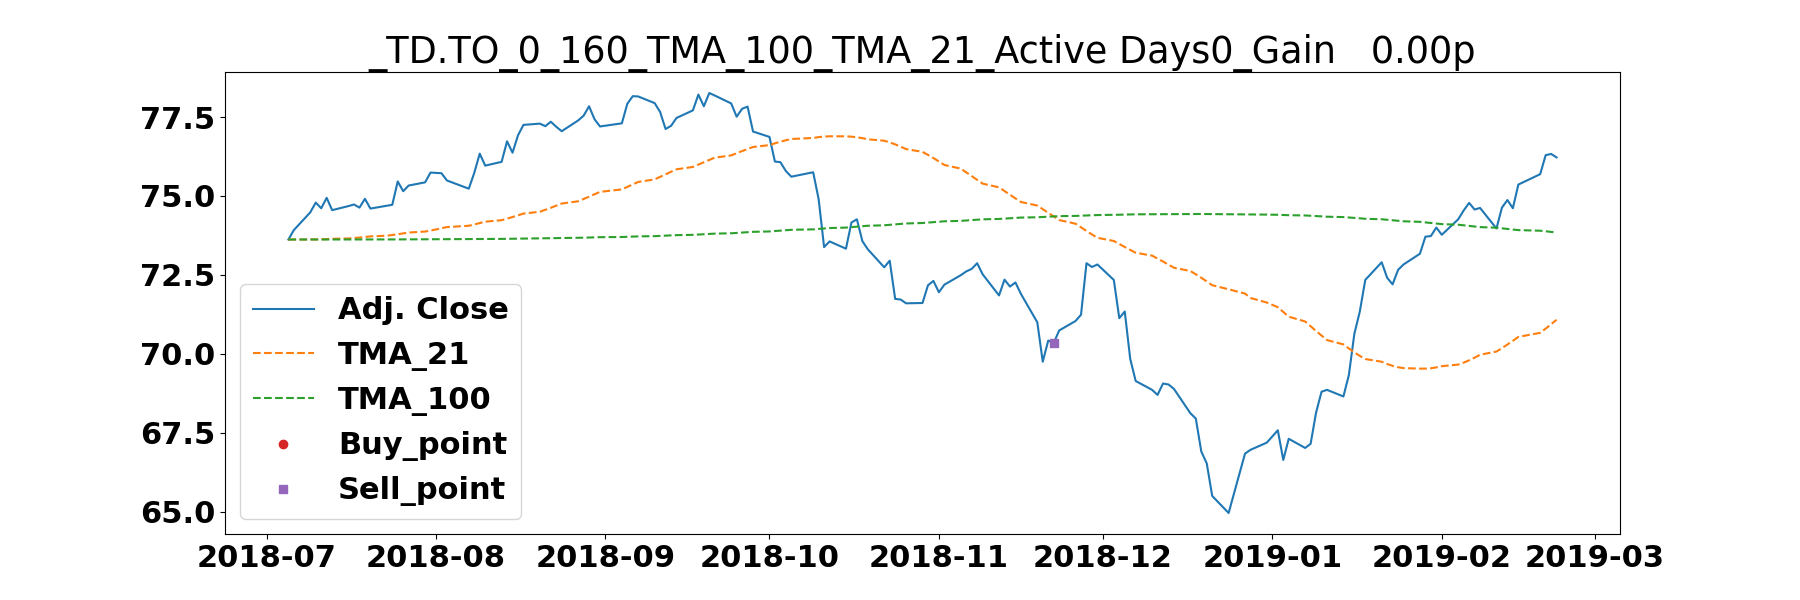 _TD.TO_0_160_TMA_100_TMA_21_Active Days0_Gain   0.00p
77.5
75.0
72.5
70.0
67.5
65.0
Adj. Close
TMA_21
TMA_100
Buy_point
Sell_point
2018-07 2018-08 2018-09 2018-10 2018-11 2018-12 2019-01 2019-02 2019-03